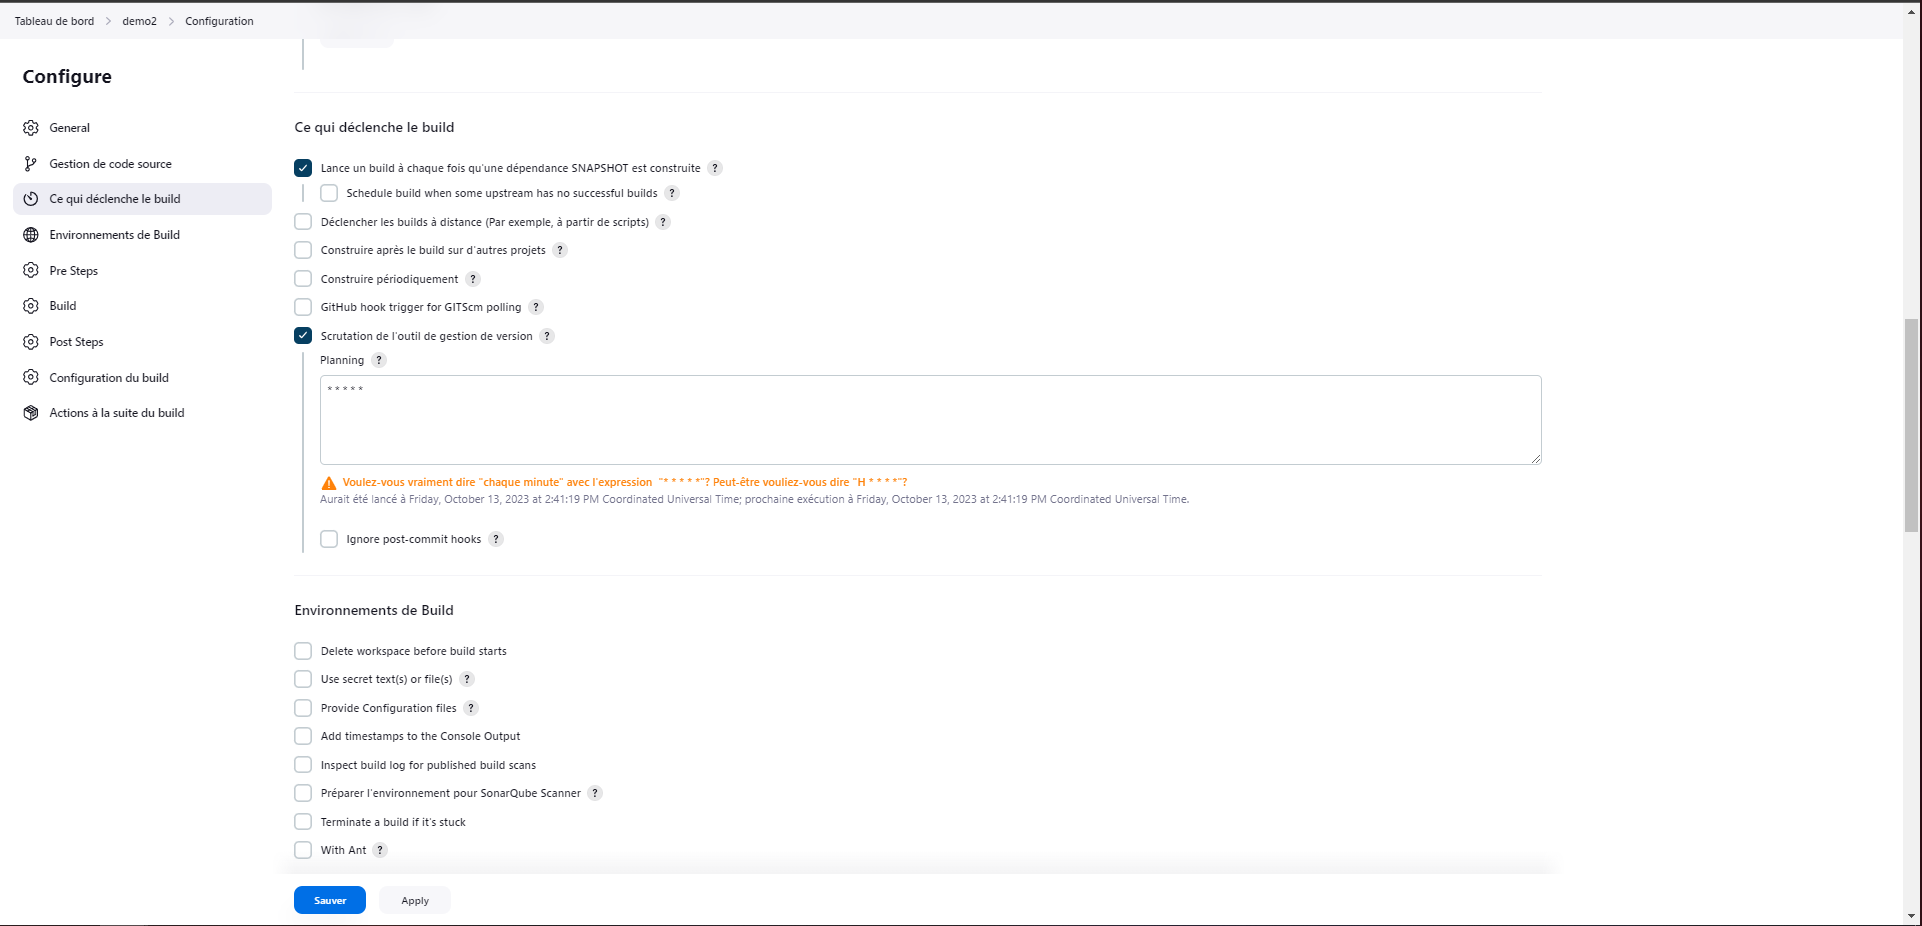 Tableau de bord > demo2 > Configuration
Configure
General
Gestion de code source
Ce qui déclenche le build
Environnements de Build
Pre Steps
Build
Post Steps
Configuration du build
Actions à la suite du build
Ce qui déclenche le build
Lance un build à chaque fois qu'une dépendance SNAPSHOT est construite ?
Schedule build when some upstream has no successful builds ?
Déclencher les builds à distance (Par exemple, à partir de scripts) ?
Construire après le build sur d'autres projets ?
Construire périodiquement ?
GitHub hook trigger for GITScm polling ?
Scrutation de l'outil de gestion de version ?
Planning ?
* * * * *
Voulez-vous vraiment dire "chaque minute" avec l'expression "* * * * *"? Peut-être vouliez-vous dire "H * * * *"?
Aurait été lancé à Friday, October 13, 2023 at 2:41:19 PM Coordinated Universal Time; prochaine exécution à Friday, October 13, 2023 at 2:41:19 PM Coordinated Universal Time.
Ignore post-commit hooks ?
Environnements de Build
Delete workspace before build starts
Use secret text(s) or file(s) ?
Provide Configuration files ?
Add timestamps to the Console Output
Inspect build log for published build scans
Préparer l'environnement pour SonarQube Scanner ?
Terminate a build if it's stuck
With Ant ?
Sauver Apply